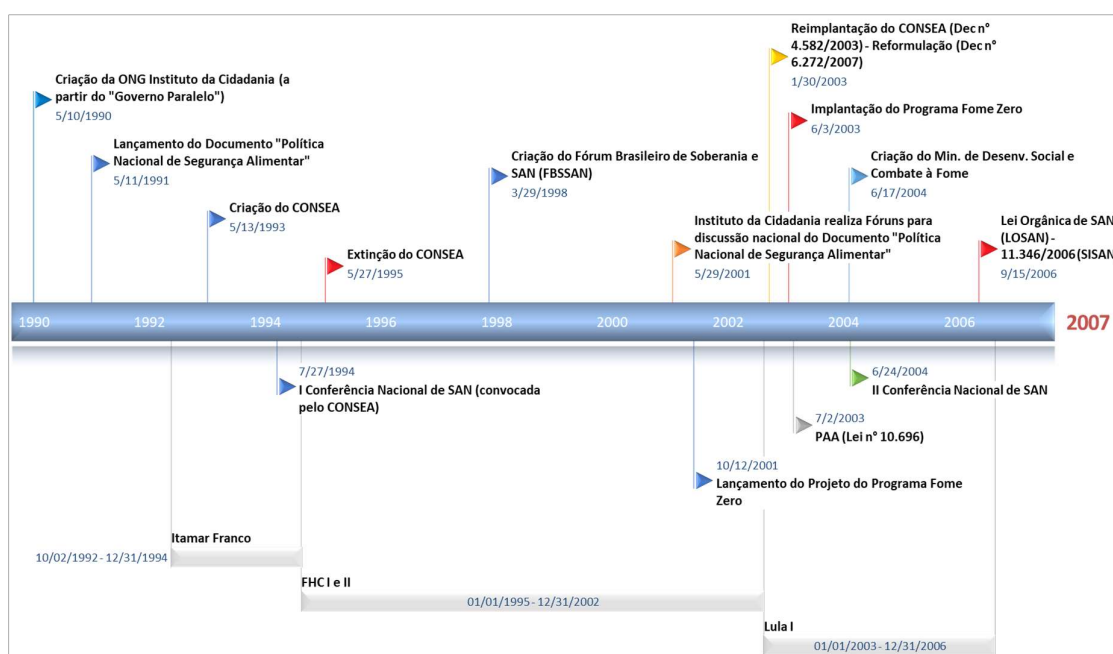 Reimplantação do CONSEA (Dec n°
4.582/2003) - Reformulação (Dec n°
6.272/2007)
1/30/2003
Criação da ONG Instituto da Cidadania (a
partir do "Governo Paralelo")
5/10/1990
Implantação do Programa Fome Zero
6/3/2003
Lançamento do Documento "Política
Nacional de Segurança Alimentar"
5/11/1991
Criação do Fórum Brasileiro de Soberania e
SAN (FBSSAN)
3/29/1998
Criação do Min. de Desenv. Social e
Combate à Fome
6/17/2004
Criação do CONSEA
5/13/1993
Instituto da Cidadania realiza Fóruns para
discussão nacional do Documento "Política
Nacional de Segurança Alimentar"
5/29/2001
Lei Orgânica de SAN
(LOSAN) -
11.346/2006 (SISAN
9/15/2006
Extinção do CONSEA
5/27/1995
1990 1992 1994 1996 1998 2000 2002 2004 2006 2007
7/27/1994
I Conferência Nacional de SAN (convocada
pelo CONSEA)
6/24/2004
II Conferência Nacional de SAN
7/2/2003
PAA (Lei n° 10.696)
10/12/2001
Lançamento do Projeto do Programa Fome
Zero
Itamar Franco
10/02/1992 - 12/31/1994
FHC I e II
01/01/1995 - 12/31/2002
Lula I
01/01/2003 - 12/31/2006